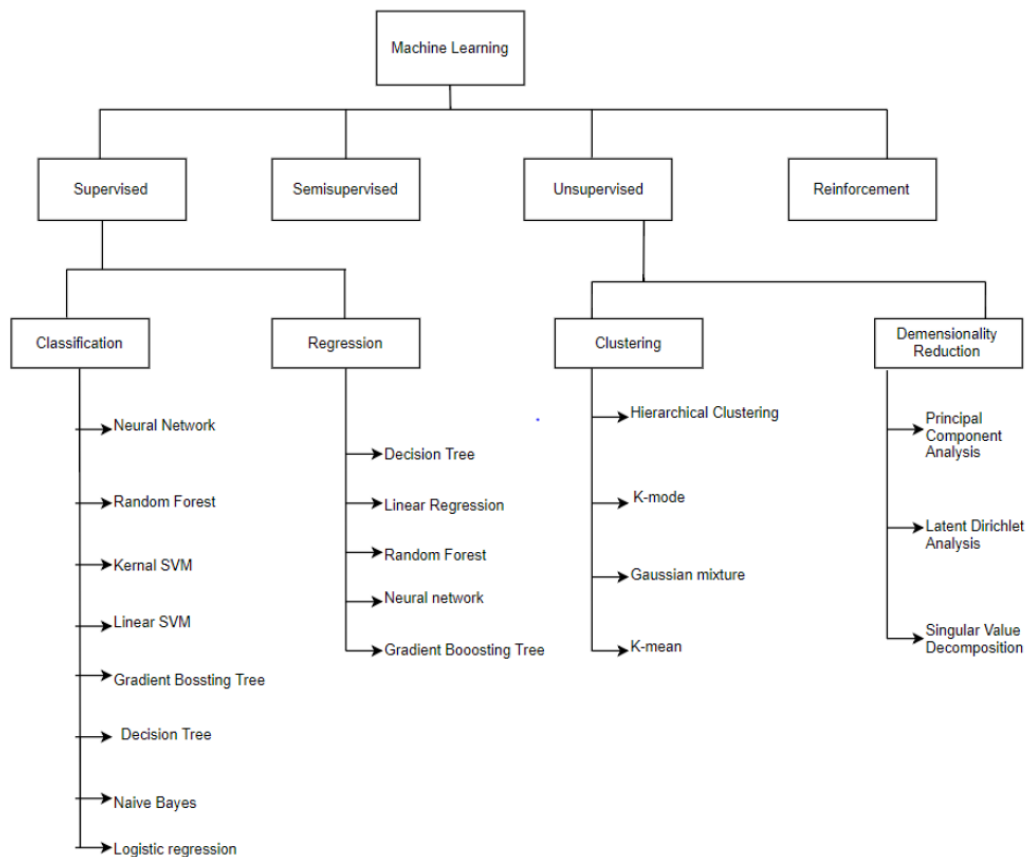 Machine Learning
Supervised
Semisupervised
Unsupervised
Reinforcement
Classification
Regression
Clustering
Demensionality
Reduction
Neural Network
Random Forest
Kernal SVM
Linear SVM
Gradient Bossting Tree
Decision Tree
Naive Bayes
Logistic regression
Decision Tree
Linear Regression
Random Forest
Neural network
Gradient Booosting Tree
Hierarchical Clustering
K-mode
Gaussian mixture
K-mean
Principal
Component
Analysis
Latent Dirichlet
Analysis
Singular Value
Decomposition